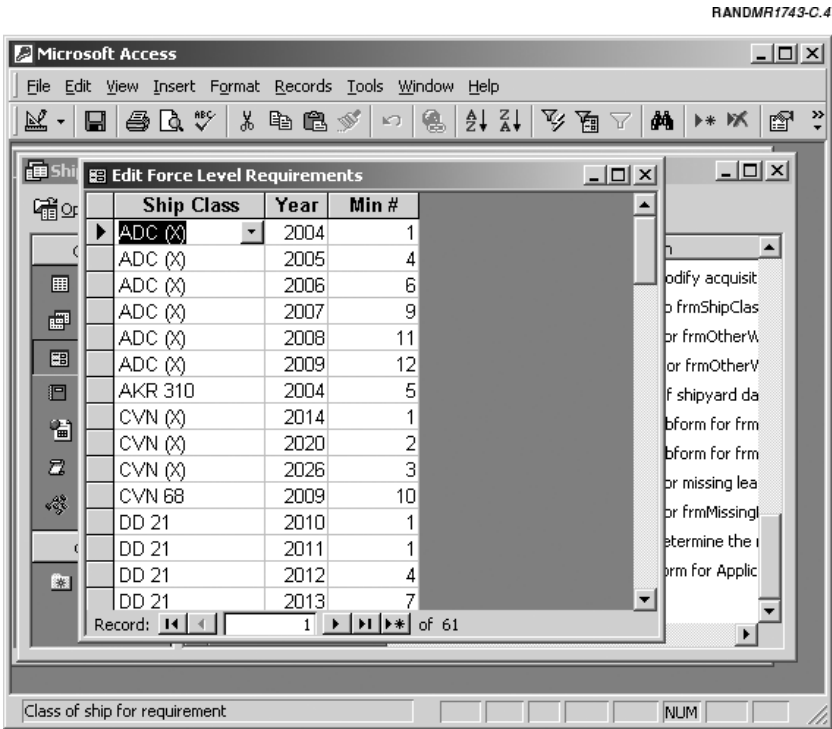 RANDMR1743-C.4
Microsoft Access
File Edit View Insert Format Records Tools Window Help
Edit Force Level Requirements
Ship Class Year Min #
ADC (X) 2004 1
ADC (X) 2005 4
ADC (X) 2006 6
ADC (X) 2007 9
ADC (X) 2008 11
ADC (X) 2009 12
AKR 310 2004 5
CVN (X) 2014 1
CVN (X) 2020 2
CVN (X) 2026 3
CVN 68 2009 10
DD 21 2010 1
DD 21 2011 1
DD 21 2012 4
DD 21 2013 7
Record: 1 of 61
Shi
Op
odify acquisit
frmShipClas
or frmOtherW
or frmOtherW
f shipyard da
bform for frm
bform for frm
or missing lea
or frmMissing
etermine the
orm for Applic
Class of ship for requirement NUM